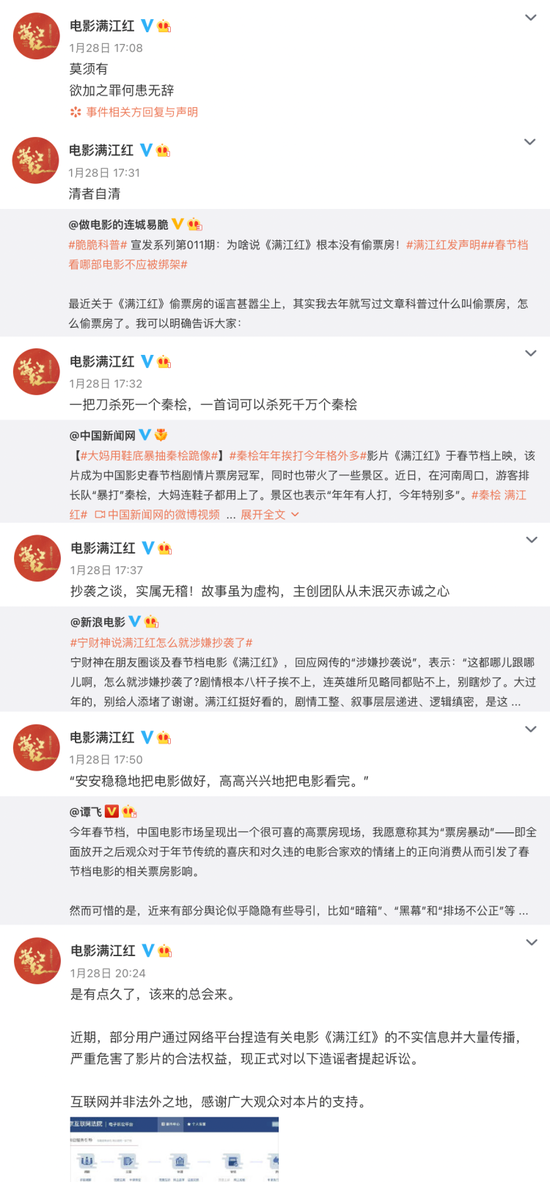 电影满江红
1月28日 17:08
莫须有
欲加之罪何患无辞
事件相关方回复与声明
电影满江红
1月28日 17:31
清者自清
@做电影的连城易脆
#脆脆科普# 宣发系列第011期：为啥说《满江红》根本没有偷票房！#满江红发声明##春节档
看哪部电影不应被绑架#
最近关于《满江红》偷票房的谣言甚嚣尘上，其实我去年就写过文章科普过什么叫偷票房，怎
么偷票房了。我可以明确告诉大家：
电影满江红
1月28日 17:32
一把刀杀死一个秦桧，一首词可以杀死千万个秦桧
@中国新闻网
【#大妈用鞋底暴抽秦桧跪像#】#秦桧年年挨打今年格外多#影片《满江红》于春节档上映，该
片成为中国影史春节档剧情片票房冠军，同时也带火了一些景区。近日，在河南周口，游客排
长队“暴打”秦桧，大妈连鞋子都用上了。景区也表示“年年有人打，今年特别多”。#秦桧 满江
红# 中国新闻网的微博视频 ... 展开全文
电影满江红
1月28日 17:37
抄袭之谈，实属无稽！故事虽为虚构，主创团队从未泯灭赤诚之心
@新浪电影
#宁财神说满江红怎么就涉嫌抄袭了#
宁财神在朋友圈谈及春节档电影《满江红》，回应网传的“涉嫌抄袭说”，表示：“这都哪儿跟哪
儿啊，怎么就涉嫌抄袭了?剧情根本八杆子挨不上，连英雄所见略同都贴不上，别瞎炒了。大过
年的，别给人添堵了谢谢。满江红挺好看的，剧情工整、叙事层层递进、逻辑缜密，是这 ...
电影满江红
1月28日 17:50
“安安稳稳地把电影做好，高高兴兴地把电影看完。”
@谭飞
今年春节档，中国电影市场呈现出一个很可喜的高票房现场，我愿意称其为“票房暴动”——即全
面放开之后观众对于年节传统的喜庆和对久违的电影合家欢的情绪上的正向消费从而引发了春
节档电影的相关票房影响。
然而可惜的是，近来有部分舆论似乎隐隐有些导引，比如“暗箱”、“黑幕”和“排场不公正”等 ...
电影满江红
1月28日 20:24
是有点久了，该来的总会来。
近期，部分用户通过网络平台捏造有关电影《满江红》的不实信息并大量传播，
严重危害了影片的合法权益，现正式对以下造谣者提起诉讼。
互联网并非法外之地，感谢广大观众对本片的支持。
京互联网法院 电子诉讼平台